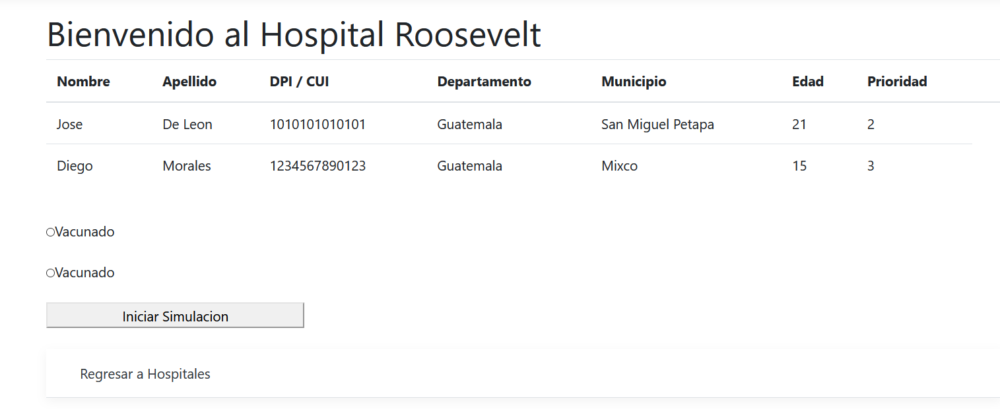 Bienvenido al Hospital Roosevelt
Nombre Apellido DPI / CUI Departamento Municipio Edad Prioridad
Jose De Leon 1010101010101 Guatemala San Miguel Petapa 21 2
Diego Morales 1234567890123 Guatemala Mixco 15 3
Vacunado
Vacunado
Iniciar Simulacion
Regresar a Hospitales